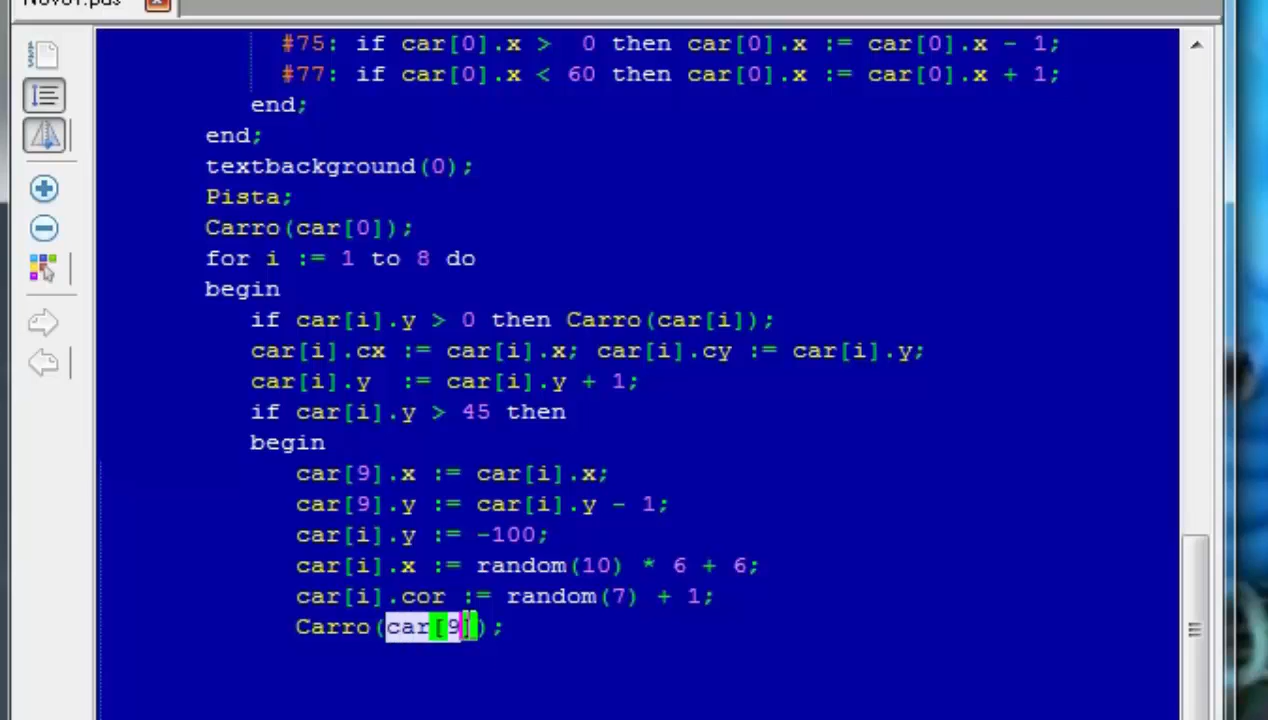 Novo1.pas
#75: if car[0].x >  0 then car[0].x := car[0].x - 1;
#77: if car[0].x < 60 then car[0].x := car[0].x + 1;
end;
end;
textbackground(0);
Pista;
Carro(car[0]);
for i := 1 to 8 do
begin
if car[i].y > 0 then Carro(car[i]);
car[i].cx := car[i].x; car[i].cy := car[i].y;
car[i].y  := car[i].y + 1;
if car[i].y > 45 then
begin
car[9].x := car[i].x;
car[9].y := car[i].y - 1;
car[i].y := -100;
car[i].x := random(10) * 6 + 6;
car[i].cor := random(7) + 1;
Carro(car[9]);